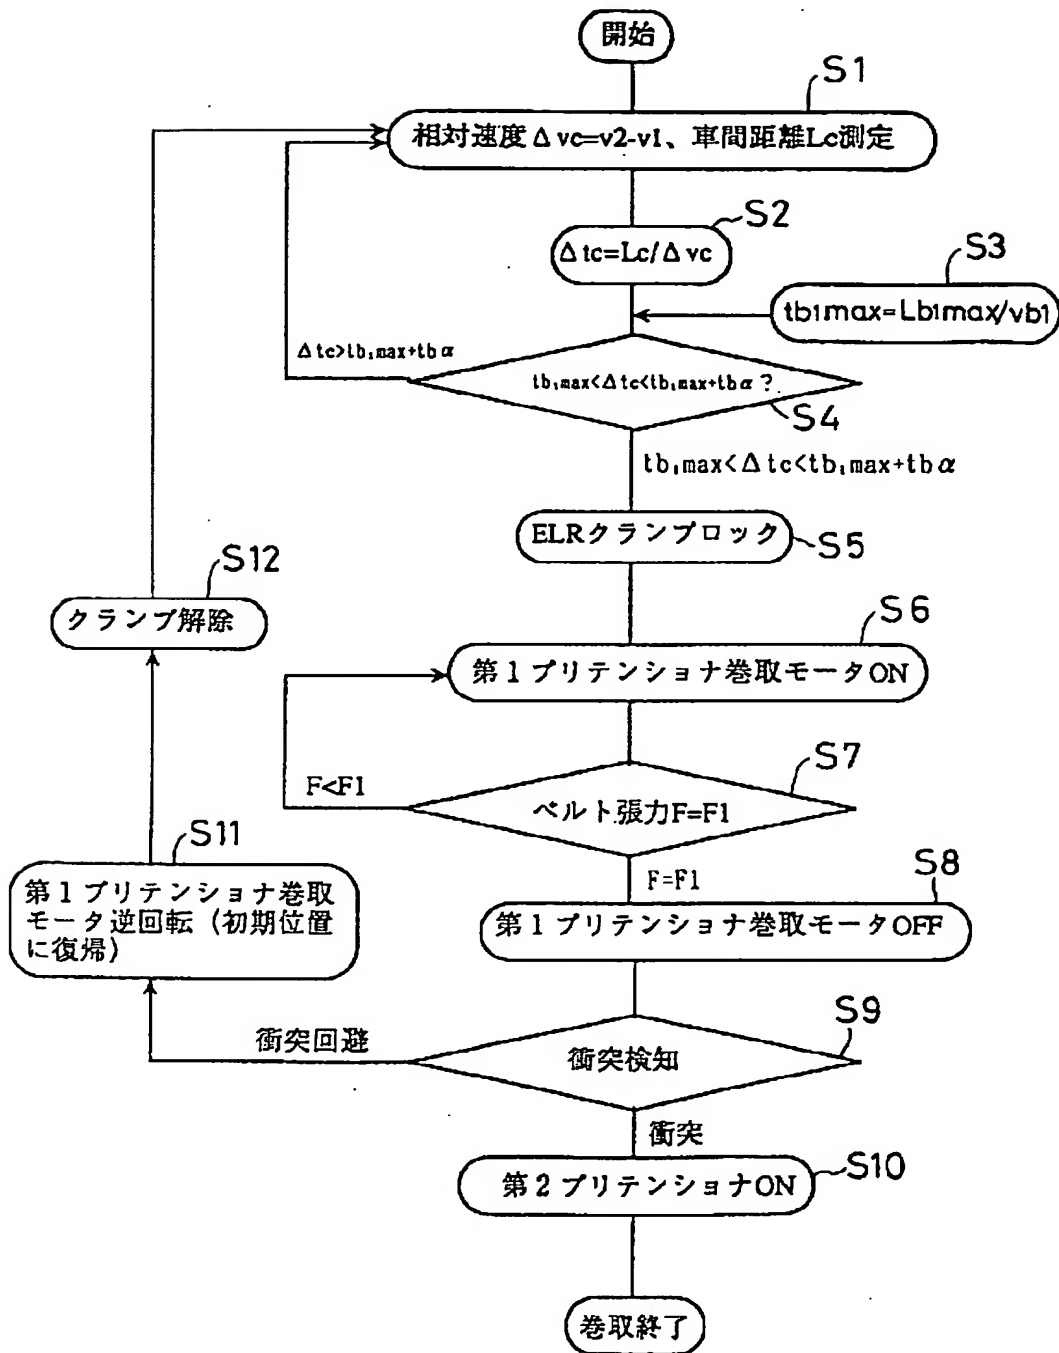 開始
S1
相対速度Δvc=v2-v1、車間距離Lc測定
S2
Δtc=Lc/Δvc
S3
tb1max=Lb1max/vb1
Δtc>tb1max+tbα
tb1max<Δtc<tb1max+tbα?
S4
tb1max<Δtc<tb1max+tbα
ELRクランプロック
S5
S12
クランプ解除
S6
第1プリテンショナ巻取モータON
S7
F<F1
ベルト張力F=F1
S11
第1プリテンショナ巻取
モータ逆回転(初期位置
に復帰)
F=F1
S8
第1プリテンショナ巻取モータOFF
S9
衝突回避
衝突検知
衝突
S10
第2プリテンショナON
巻取終了